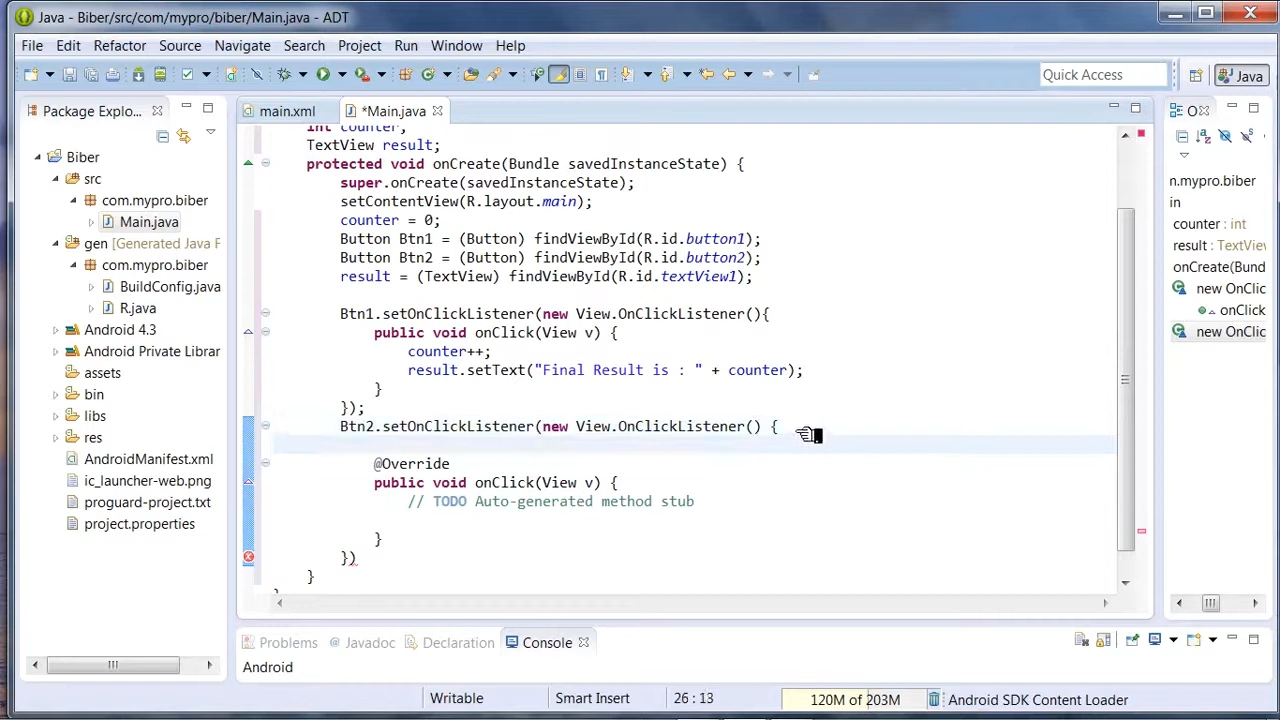 Java - Biber/src/com/mypro/biber/Main.java - ADT
File Edit Refactor Source Navigate Search Project Run Window Help
Quick Access
Java
Package Explo...
main.xml
*Main.java
O
Biber
src
com.mypro.biber
Main.java
gen [Generated Java F
com.mypro.biber
BuildConfig.java
R.java
Android 4.3
Android Private Librar
assets
bin
libs
res
AndroidManifest.xml
ic_launcher-web.png
proguard-project.txt
project.properties
int counter;
TextView result;
protected void onCreate(Bundle savedInstanceState) {
super.onCreate(savedInstanceState);
setContentView(R.layout.main);
counter = 0;
Button Btn1 = (Button) findViewById(R.id.button1);
Button Btn2 = (Button) findViewById(R.id.button2);
result = (TextView) findViewById(R.id.textView1);
Btn1.setOnClickListener(new View.OnClickListener(){
public void onClick(View v) {
counter++;
result.setText("Final Result is : " + counter);
}
});
Btn2.setOnClickListener(new View.OnClickListener() {
@Override
public void onClick(View v) {
// TODO Auto-generated method stub
}
})
}
n.mypro.biber
in
counter : int
result : TextView
onCreate(Bund
new OnClic
onClick
new OnClic
Problems @ Javadoc Declaration Console
Android
Writable
Smart Insert
26 : 13
120M of 203M
Android SDK Content Loader